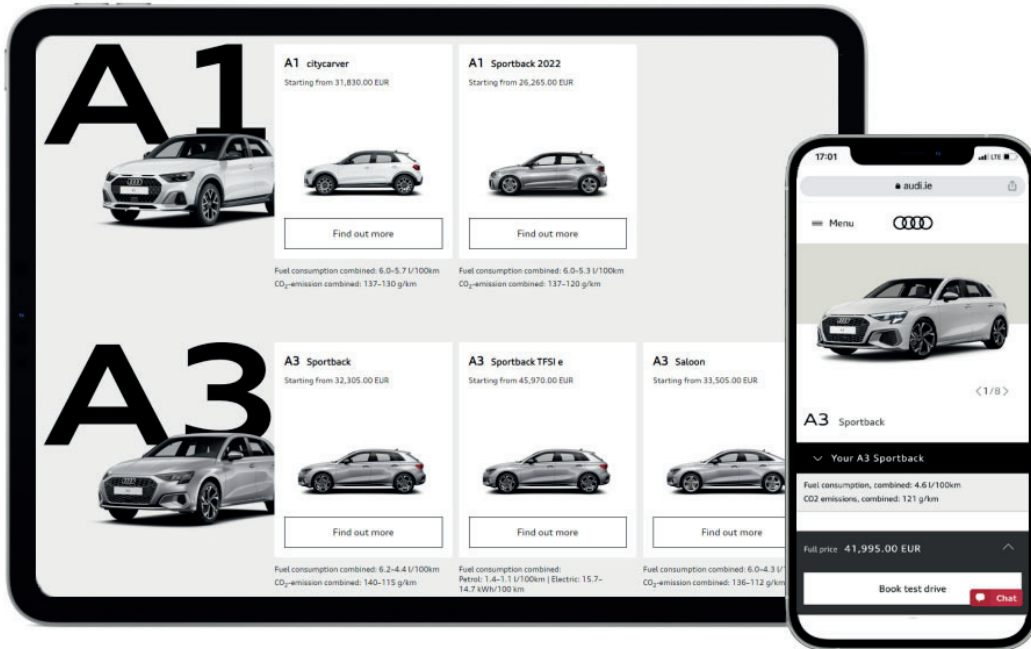 A1
A1 citycarver
Starting from 31,830.00 EUR
Find out more
Fuel consumption combined: 6.0–5.7 l/100km
CO₂-emission combined: 137–130 g/km
A1 Sportback 2022
Starting from 26,265.00 EUR
Find out more
Fuel consumption combined: 6.0–5.3 l/100km
CO₂-emission combined: 137–120 g/km
A3
A3 Sportback
Starting from 32,305.00 EUR
Find out more
Fuel consumption combined: 6.2–4.4 l/100km
CO₂-emission combined: 140–115 g/km
A3 Sportback TFSI e
Starting from 45,970.00 EUR
Find out more
Fuel consumption combined:
Petrol: 1.4–1.1 l/100km | Electric: 15.7–
14.7 kWh/100 km
A3 Saloon
Starting from 33,505.00 EUR
Find out more
Fuel consumption combined: 6.0–4.3 l/
CO₂-emission combined: 136–112 g/km
17:01
LTE
audi.ie
Menu
<1/8>
A3 Sportback
Your A3 Sportback
Fuel consumption, combined: 4.6 l/100km
CO2 emissions, combined: 121 g/km
Full price 41,995.00 EUR
Book test drive
Chat